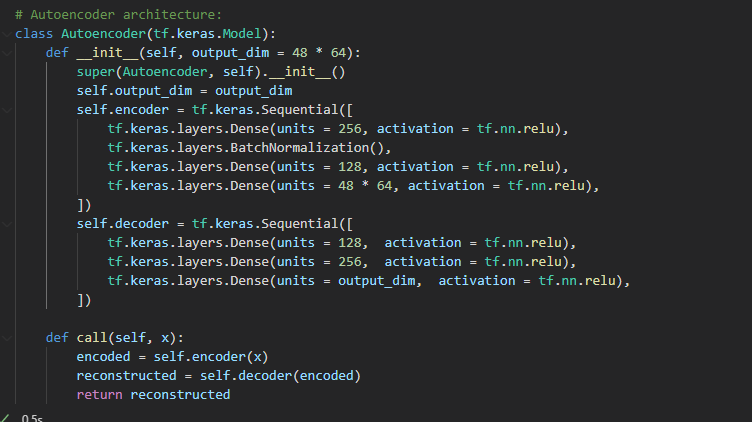 # Autoencoder architecture:
class Autoencoder(tf.keras.Model):
    def __init__(self, output_dim = 48 * 64):
        super(Autoencoder, self).__init__()
        self.output_dim = output_dim
        self.encoder = tf.keras.Sequential([
            tf.keras.layers.Dense(units = 256, activation = tf.nn.relu),
            tf.keras.layers.BatchNormalization(),
            tf.keras.layers.Dense(units = 128, activation = tf.nn.relu),
            tf.keras.layers.Dense(units = 48 * 64, activation = tf.nn.relu),
        ])
        self.decoder = tf.keras.Sequential([
            tf.keras.layers.Dense(units = 128,  activation = tf.nn.relu),
            tf.keras.layers.Dense(units = 256,  activation = tf.nn.relu),
            tf.keras.layers.Dense(units = output_dim,  activation = tf.nn.relu),
        ])

    def call(self, x):
        encoded = self.encoder(x)
        reconstructed = self.decoder(encoded)
        return reconstructed
0.5s